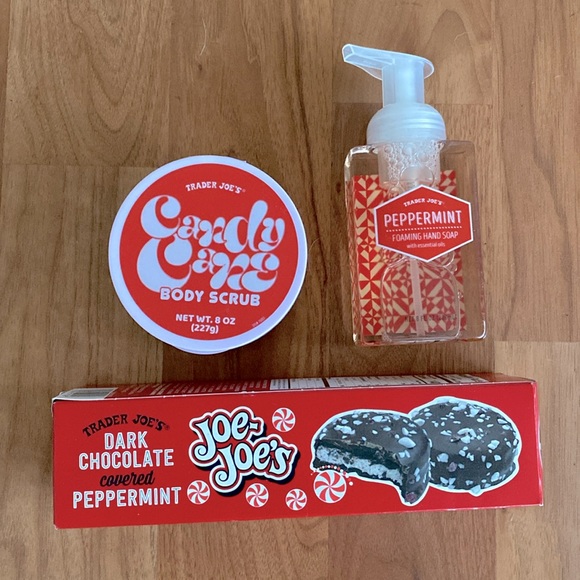 TRADER JOE'S®
Candy
Cane
BODY SCRUB
NET WT. 8 OZ
(227g)
TRADER JOE'S®
PEPPERMINT
FOAMING HAND SOAP
with essential oils
TRADER JOE'S®
DARK
CHOCOLATE
covered
PEPPERMINT
JOE-
JOE'S